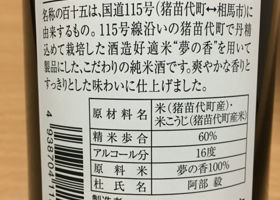 名称の百十五は、国道115号(猪苗代町↔相馬市)に
由来するもの。115号線沿いの猪苗代町で丹精
込めて栽培した酒造好適米“夢の香”を用いて
製品にした、こだわりの純米酒です。爽やかな香りと
すっきりとした味わいに仕上げました。
原材料名 米(猪苗代町産)・
米こうじ(猪苗代町産米)
精米歩合 60%
アルコール分 16度
原料米 夢の香100%
杜氏名 阿部 毅
4 938704 11